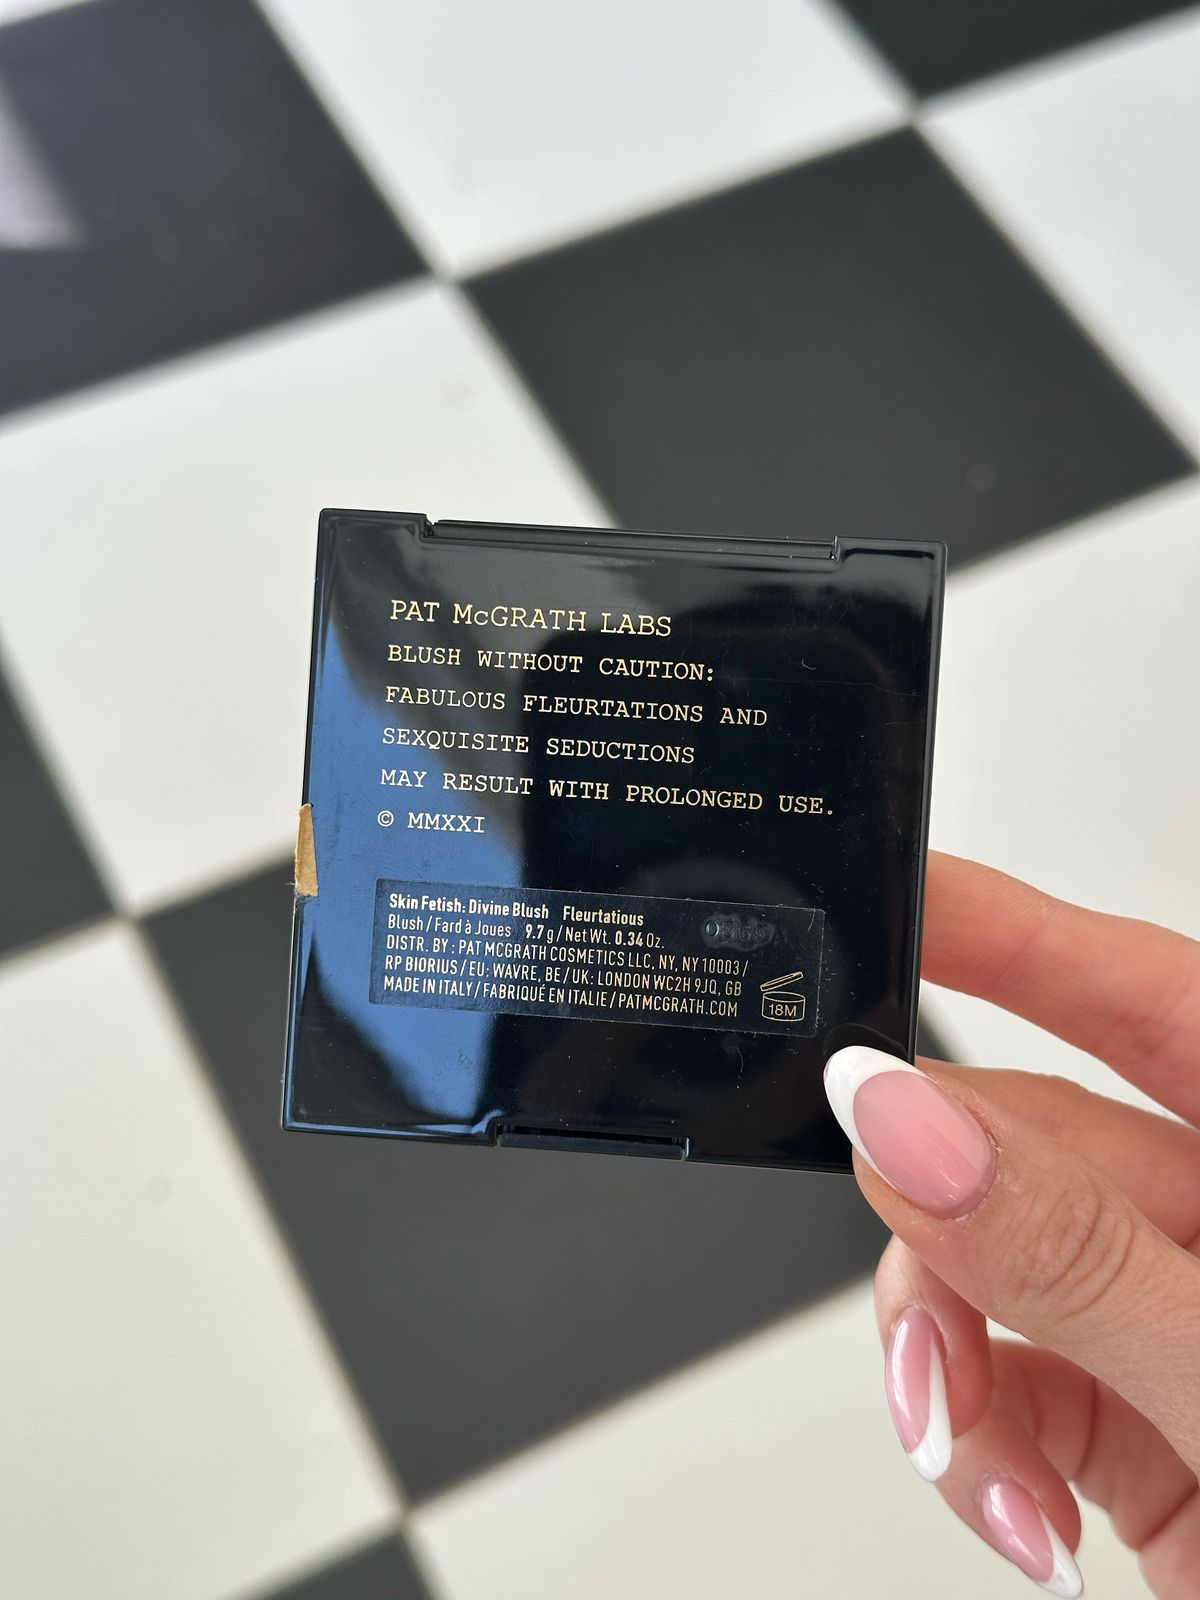 PAT McGRATH LABS
BLUSH WITHOUT CAUTION:
FABULOUS FLEURTATIONS AND
SEXQUISITE SEDUCTIONS
MAY RESULT WITH PROLONGED USE.
© MMXXI
Skin Fetish: Divine Blush Fleurtatious
Blush / Fard à Joues 9.7 g / Net Wt. 0.34 Oz.
DISTR. BY : PAT MCGRATH COSMETICS LLC, NY, NY 10003 /
RP BIORIUS / EU: WAVRE, BE / UK: LONDON WC2H 9JQ, GB
MADE IN ITALY / FABRIQUÉ EN ITALIE / PATMCGRATH.COM
18M